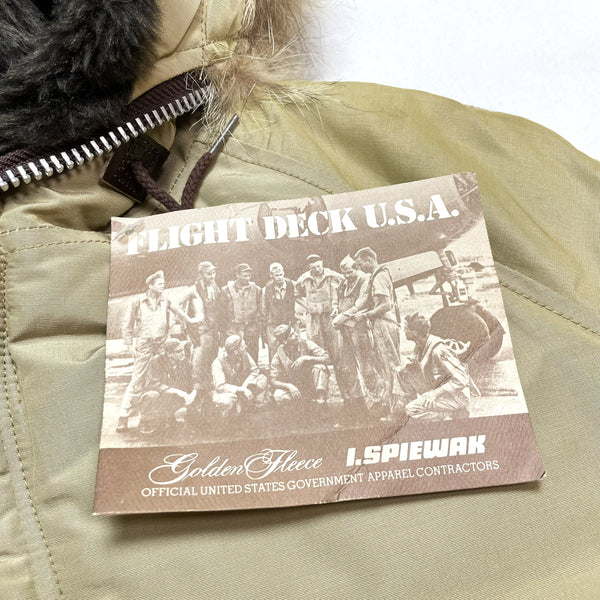 FLIGHT DECK U.S.A.
Golden Fleece I.SPIEWAK
OFFICIAL UNITED STATES GOVERNMENT APPAREL CONTRACTORS